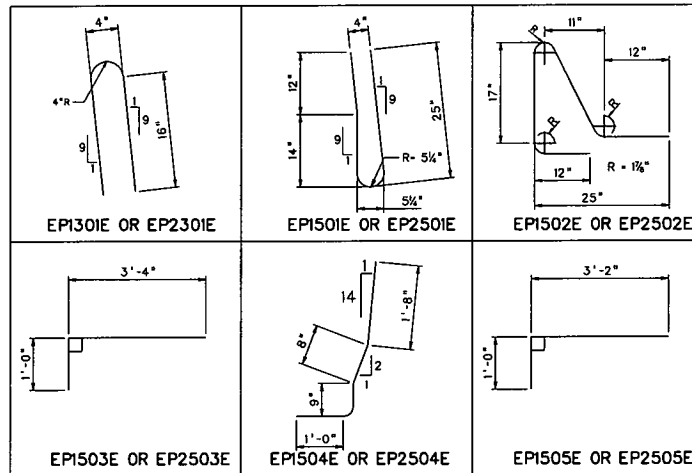 4"
4"R
1
9
16"
9
1
EP1301E OR EP2301E
4"
12"
14"
1
9
25"
9
1
R= 5¼"
5¼"
EP1501E OR EP2501E
R
11"
12"
17"
R
R
12"
R = 1⅞"
25"
EP1502E OR EP2502E
3'-4"
1'-0"
EP1503E OR EP2503E
1
14
1'-8"
8"
2
1
9"
1'-0"
EP1504E OR EP2504E
3'-2"
1'-0"
EP1505E OR EP2505E